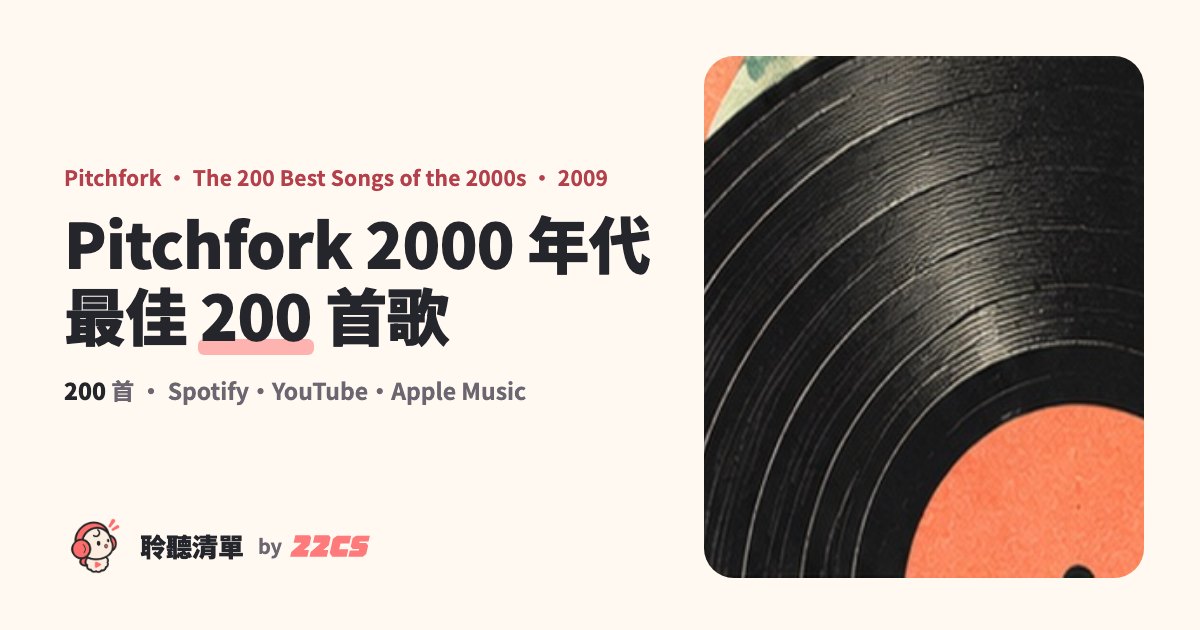 Pitchfork • The 200 Best Songs of the 2000s • 2009
Pitchfork 2000 年代
最佳 200 首歌
200 首 • Spotify • YouTube • Apple Music
聆聽清單 by 22CS